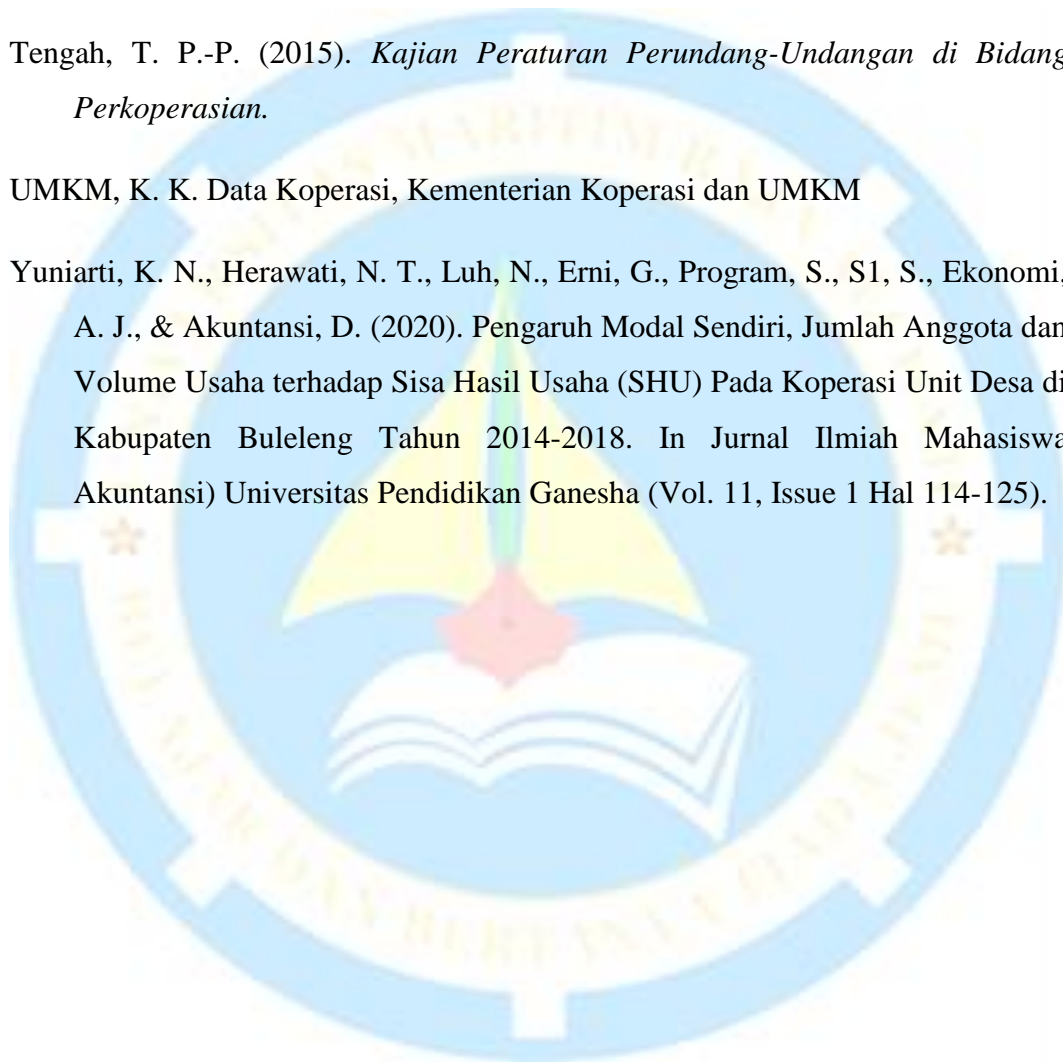 Tengah, T. P.-P. (2015). Kajian Peraturan Perundang-Undangan di Bidang
Perkoperasian.
UMKM, K. K. Data Koperasi, Kementerian Koperasi dan UMKM
Yuniarti, K. N., Herawati, N. T., Luh, N., Erni, G., Program, S., S1, S., Ekonomi,
A. J., & Akuntansi, D. (2020). Pengaruh Modal Sendiri, Jumlah Anggota dan
Volume Usaha terhadap Sisa Hasil Usaha (SHU) Pada Koperasi Unit Desa di
Kabupaten Buleleng Tahun 2014-2018. In Jurnal Ilmiah Mahasiswa
Akuntansi) Universitas Pendidikan Ganesha (Vol. 11, Issue 1 Hal 114-125).